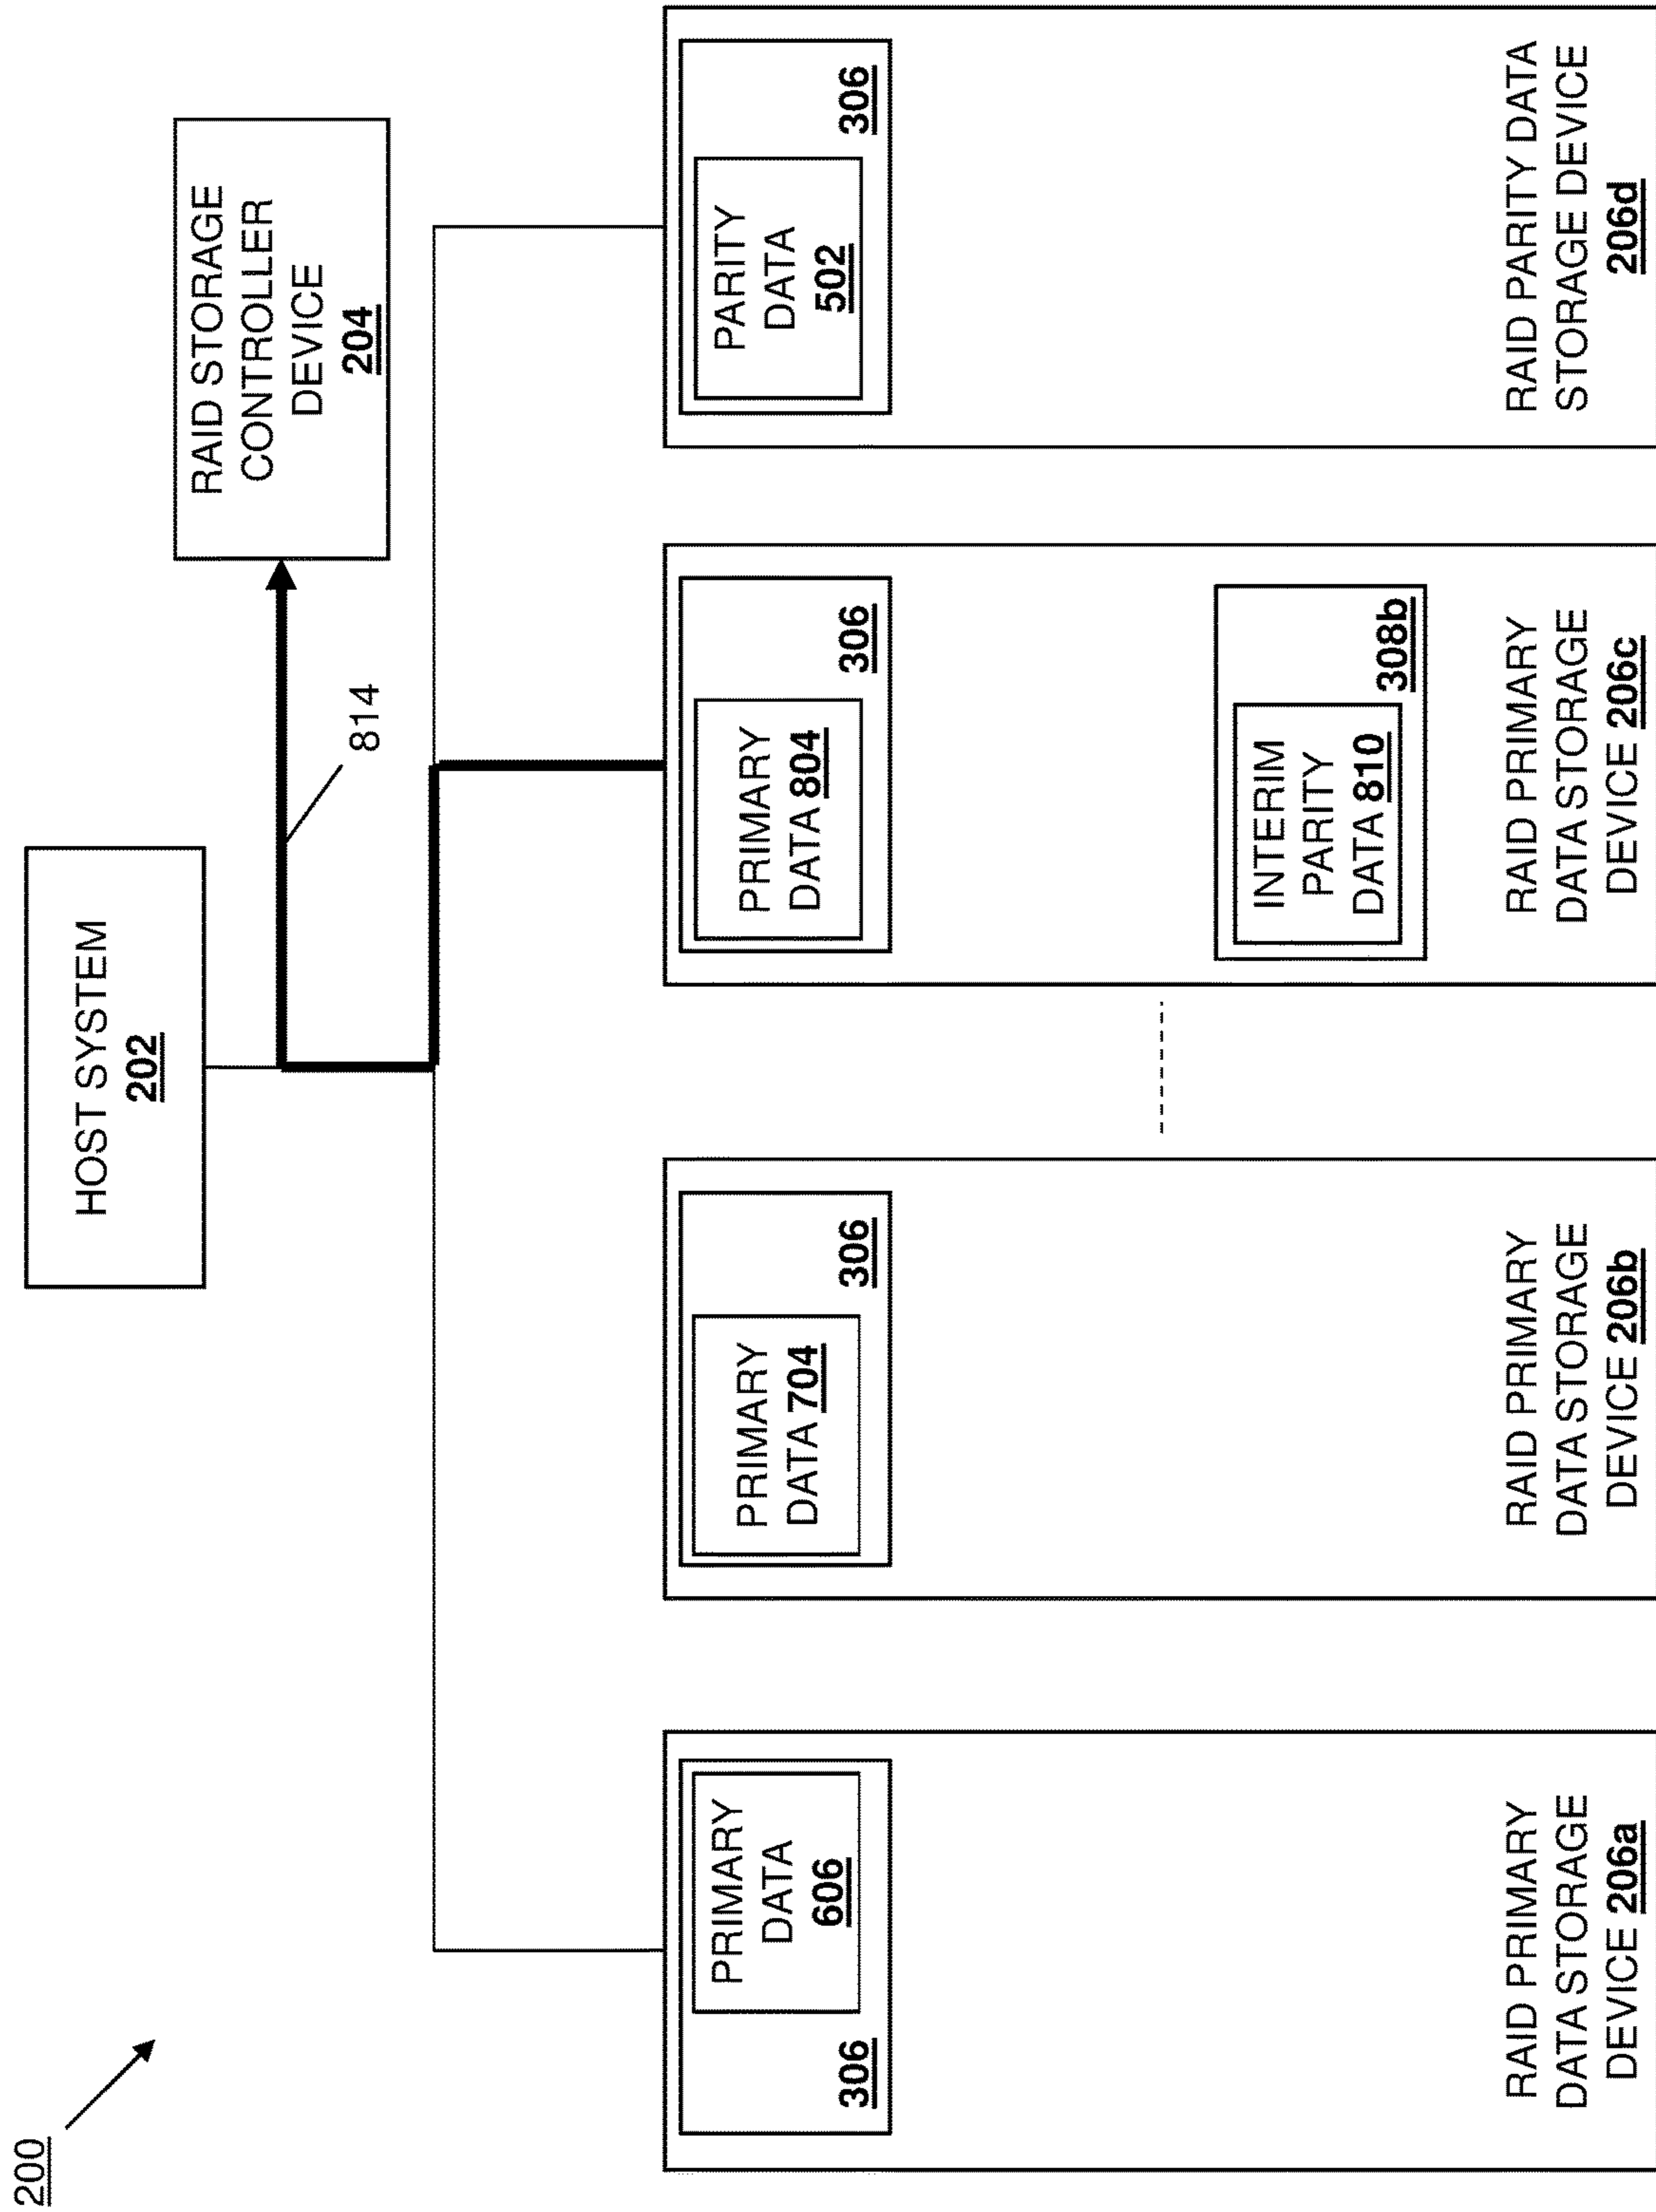 200
HOST SYSTEM
202
RAID STORAGE
CONTROLLER
DEVICE
204
814
306
PRIMARY
DATA
606
RAID PRIMARY
DATA STORAGE
DEVICE 206a
PRIMARY
DATA 704
306
RAID PRIMARY
DATA STORAGE
DEVICE 206b
PRIMARY
DATA 804
306
INTERIM
PARITY
DATA 810
308b
RAID PRIMARY
DATA STORAGE
DEVICE 206c
PARITY
DATA
502
306
RAID PARITY DATA
STORAGE DEVICE
206d